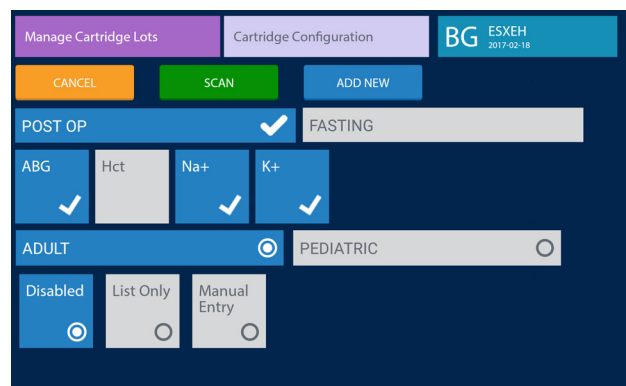 Manage Cartridge Lots
Cartridge Configuration
BG ESXEH
2017-02-18
CANCEL
SCAN
ADD NEW
POST OP
FASTING
ABG
Hct
Na+
K+
ADULT
PEDIATRIC
Disabled
List Only
Manual
Entry